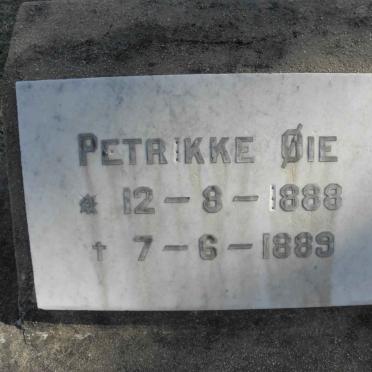 PETRIKKE ØIE
* 12-8-1888
† 7-6-1889